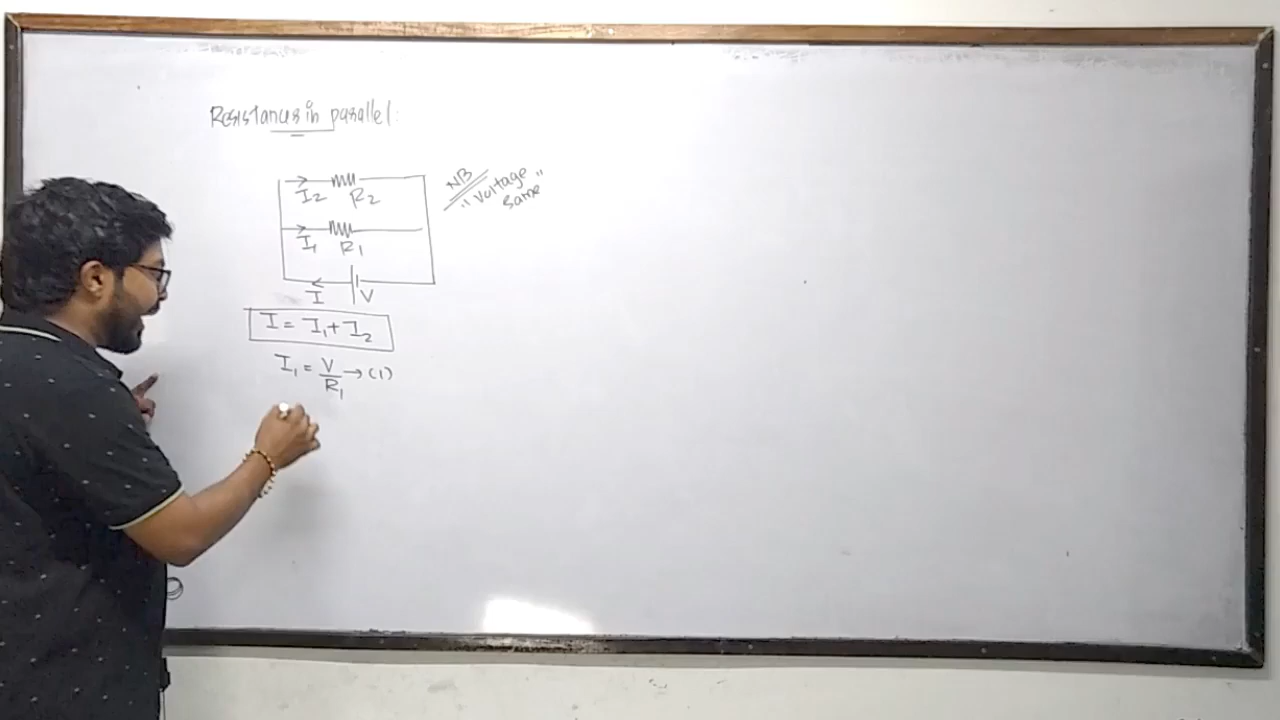 Resistances in parallel:
NB
"Voltage"
same
I2 R2
I1 R1
I V
I = I1 + I2
I1 = V/R1 → (1)